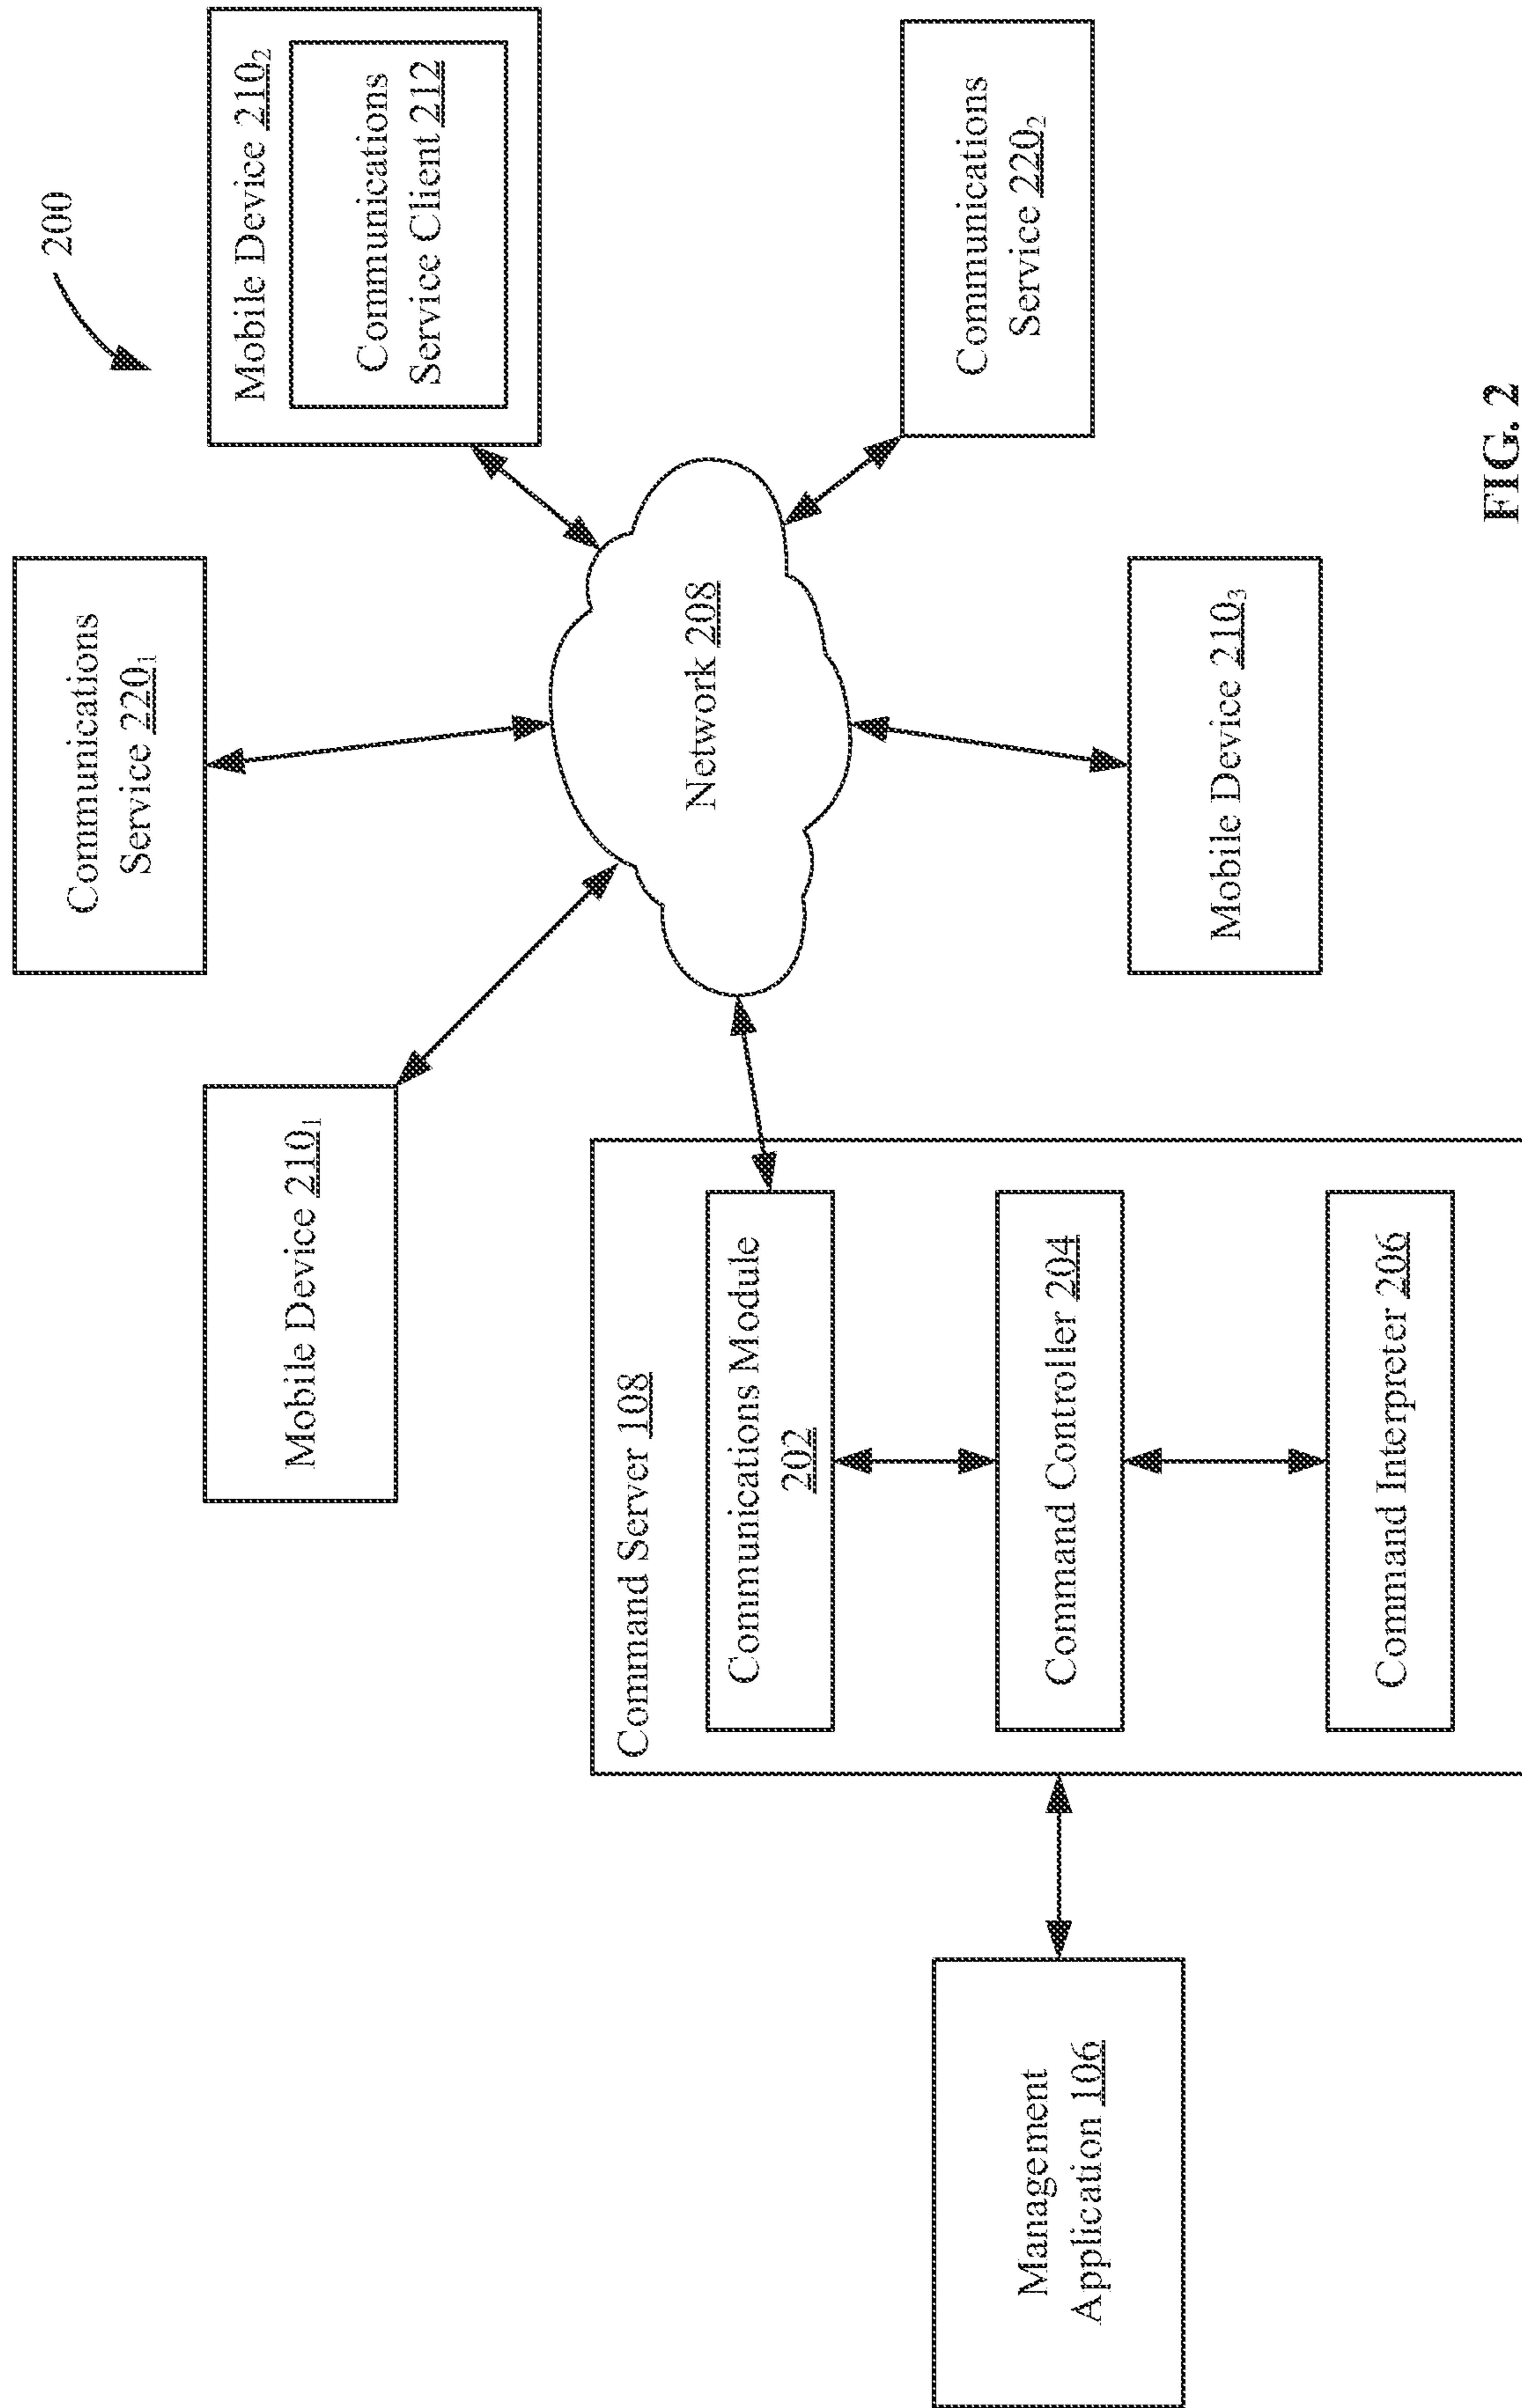 200
Communications
Service 220₁
Mobile Device 210₂
Communications
Service Client 212
Mobile Device 210₁
Network 208
Communications
Service 220₂
Mobile Device 210₃
Command Server 108
Communications Module
202
Command Controller 204
Command Interpreter 206
Management
Application 106
FIG. 2